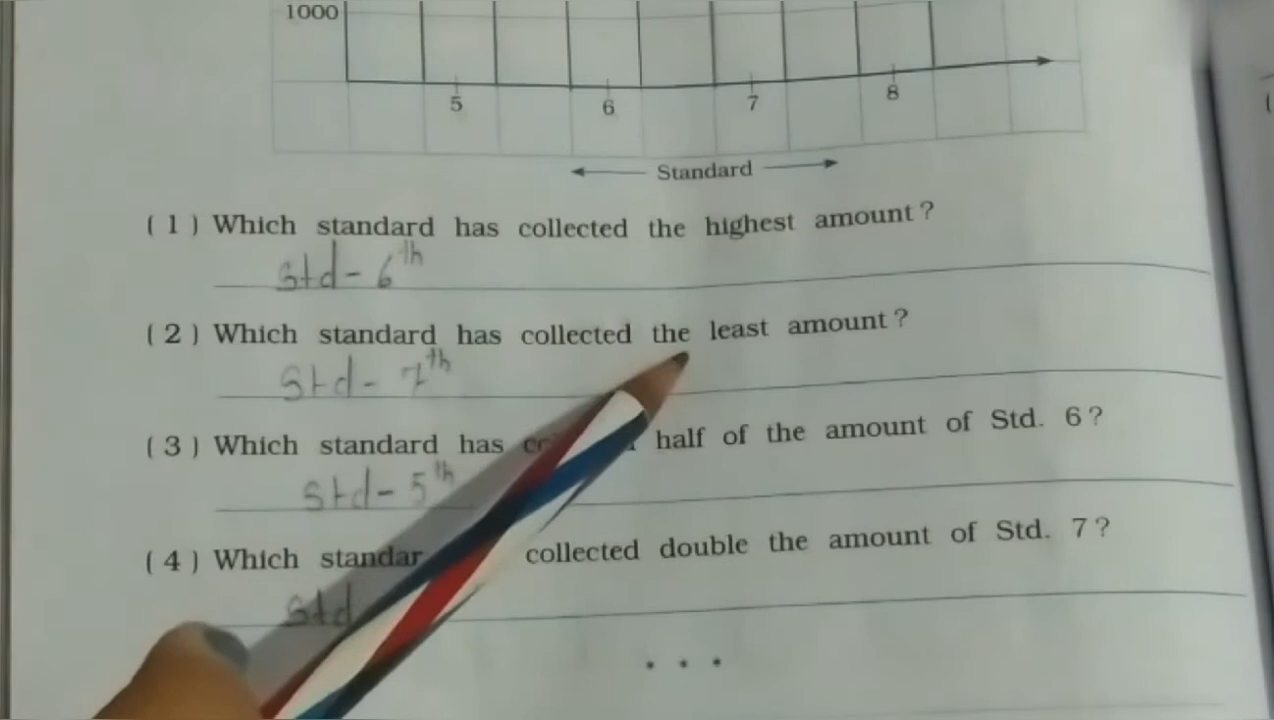 1000
5 6 7 8
Standard
( 1 ) Which standard has collected the highest amount ?
Std - 6th
( 2 ) Which standard has collected the least amount ?
Std - 7th
( 3 ) Which standard has half of the amount of Std. 6 ?
Std - 5th
( 4 ) Which collected double the amount of Std. 7 ?
Std